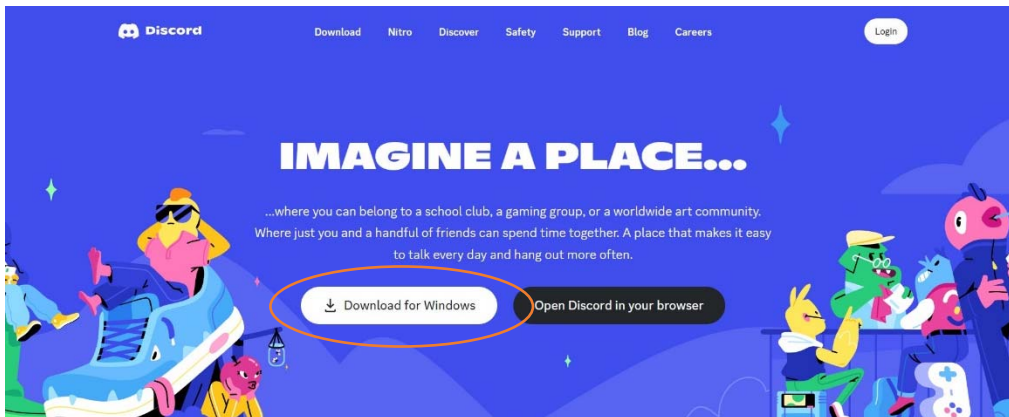 Discord
Download Nitro Discover Safety Support Blog Careers
Login
IMAGINE A PLACE...
...where you can belong to a school club, a gaming group, or a worldwide art community.
Where just you and a handful of friends can spend time together. A place that makes it easy
to talk every day and hang out more often.
Download for Windows
Open Discord in your browser